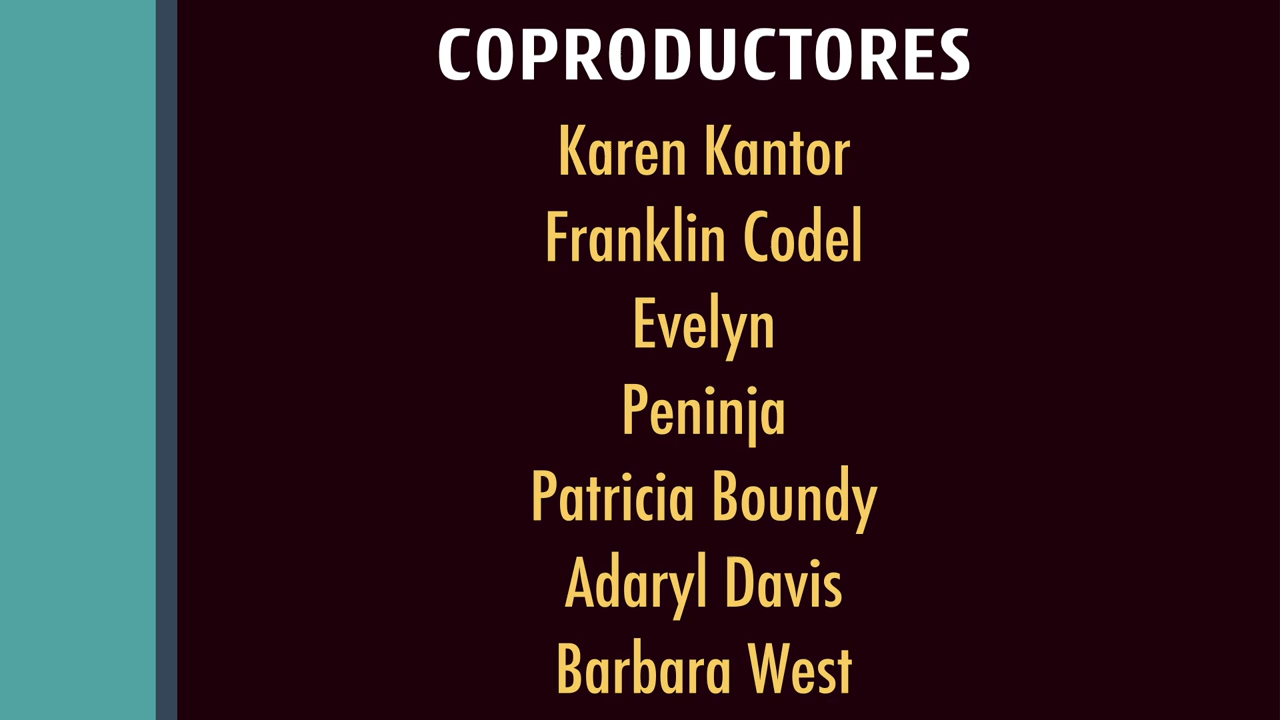 COPRODUCTORES
Karen Kantor
Franklin Codel
Evelyn
Peninja
Patricia Boundy
Adaryl Davis
Barbara West